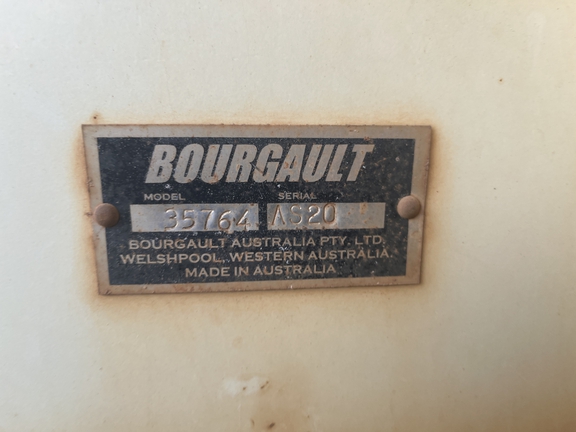 BOURGAULT
MODEL SERIAL
35764 AS20
BOURGAULT AUSTRALIA PTY. LTD.
WELSHPOOL, WESTERN AUSTRALIA.
MADE IN AUSTRALIA